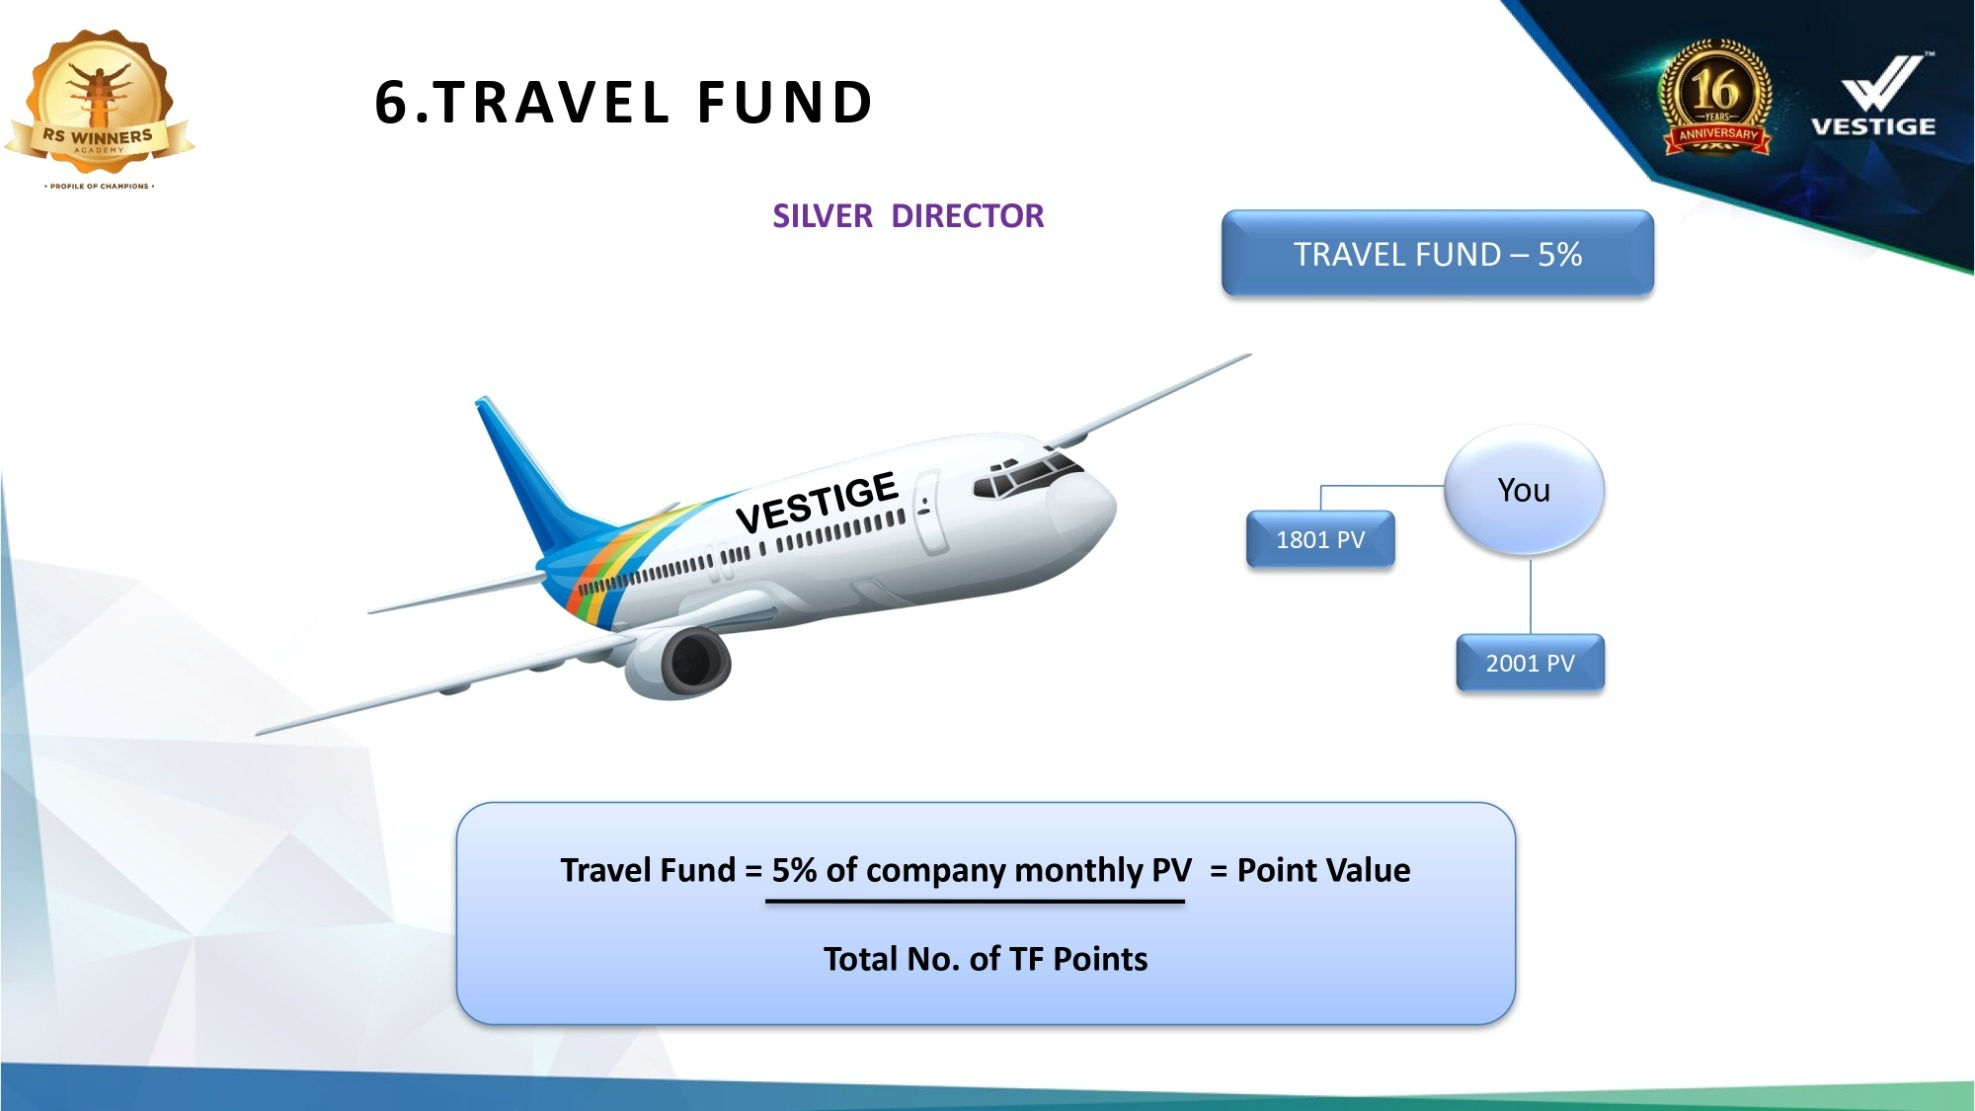 RS WINNERS
ACADEMY
• PROFILE OF CHAMPIONS •
6.TRAVEL FUND
16
YEARS
ANNIVERSARY
VESTIGE™
SILVER DIRECTOR
TRAVEL FUND – 5%
VESTIGE
You
1801 PV
2001 PV
Travel Fund = 5% of company monthly PV = Point Value
Total No. of TF Points